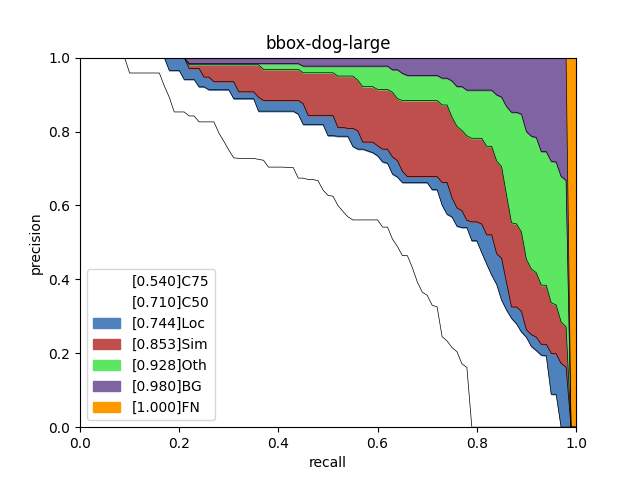 bbox-dog-large
1.0
0.8
0.6
0.4
0.2
0.0
precision
[0.540]C75
[0.710]C50
[0.744]Loc
[0.853]Sim
[0.928]Oth
[0.980]BG
[1.000]FN
0.0 0.2 0.4 0.6 0.8 1.0
recall